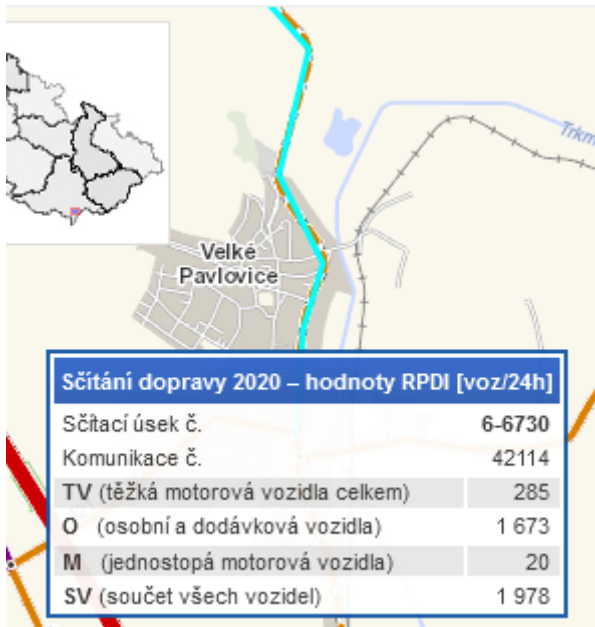 Trkm
Velké
Pavlovice
Sčítání dopravy 2020 – hodnoty RPDI [voz/24h]
Sčítací úsek č. 6-6730
Komunikace č. 42114
TV (těžká motorová vozidla celkem) 285
O (osobní a dodávková vozidla) 1 673
M (jednostopá motorová vozidla) 20
SV (součet všech vozidel) 1 978